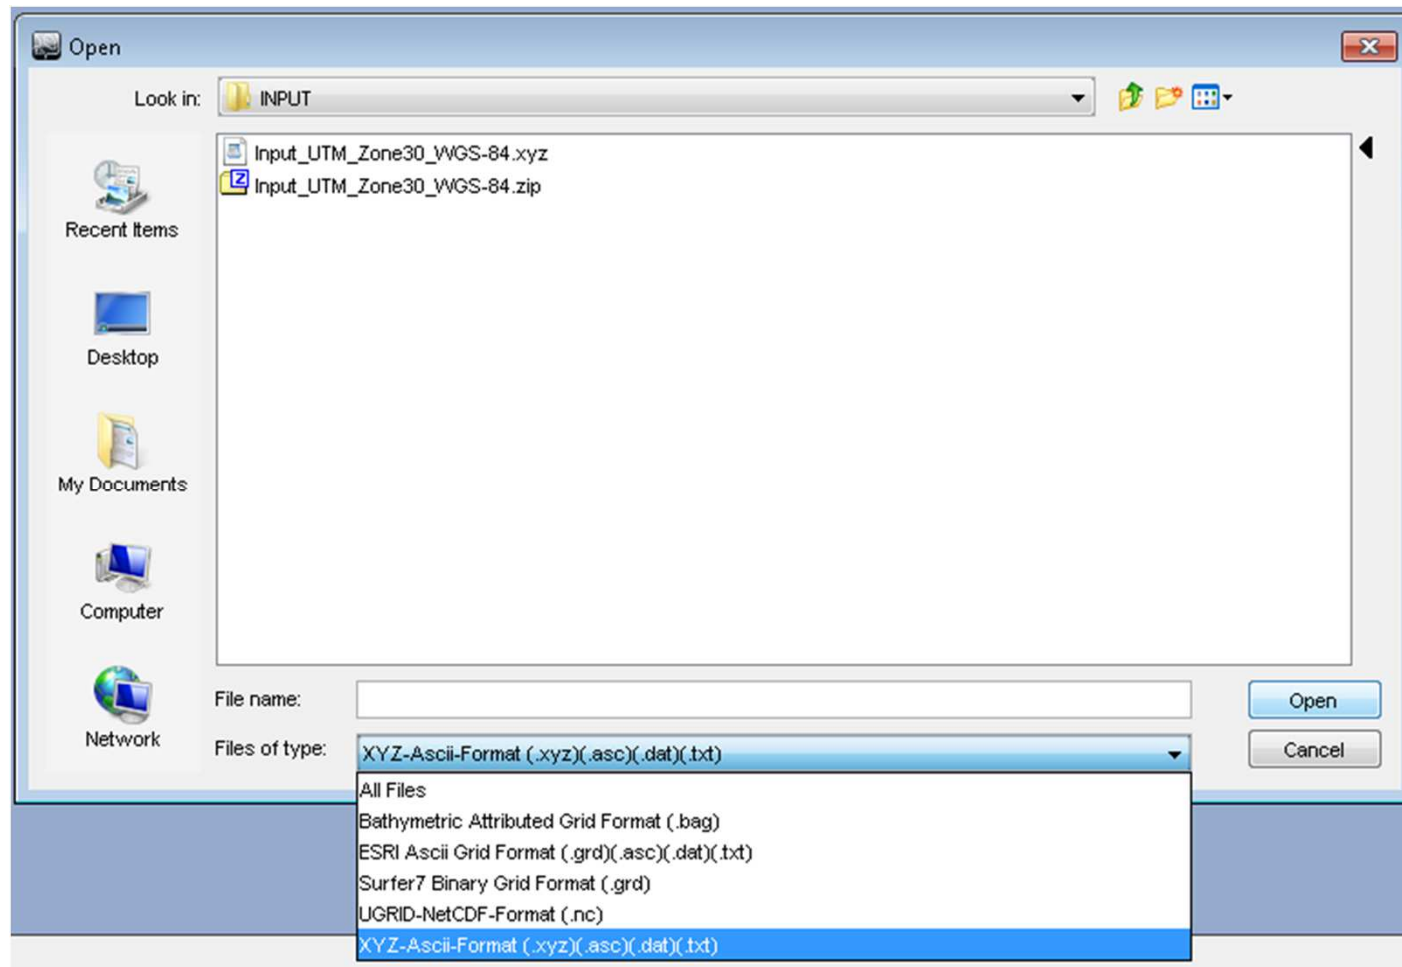 Open
Look in: INPUT
Input_UTM_Zone30_WGS-84.xyz
Input_UTM_Zone30_WGS-84.zip
Recent Items
Desktop
My Documents
Computer
Network
File name:
Open
Files of type: XYZ-Ascii-Format (.xyz)(.asc)(.dat)(.txt)
Cancel
All Files
Bathymetric Attributed Grid Format (.bag)
ESRI Ascii Grid Format (.grd)(.asc)(.dat)(.txt)
Surfer7 Binary Grid Format (.grd)
UGRID-NetCDF-Format (.nc)
XYZ-Ascii-Format (.xyz)(.asc)(.dat)(.txt)